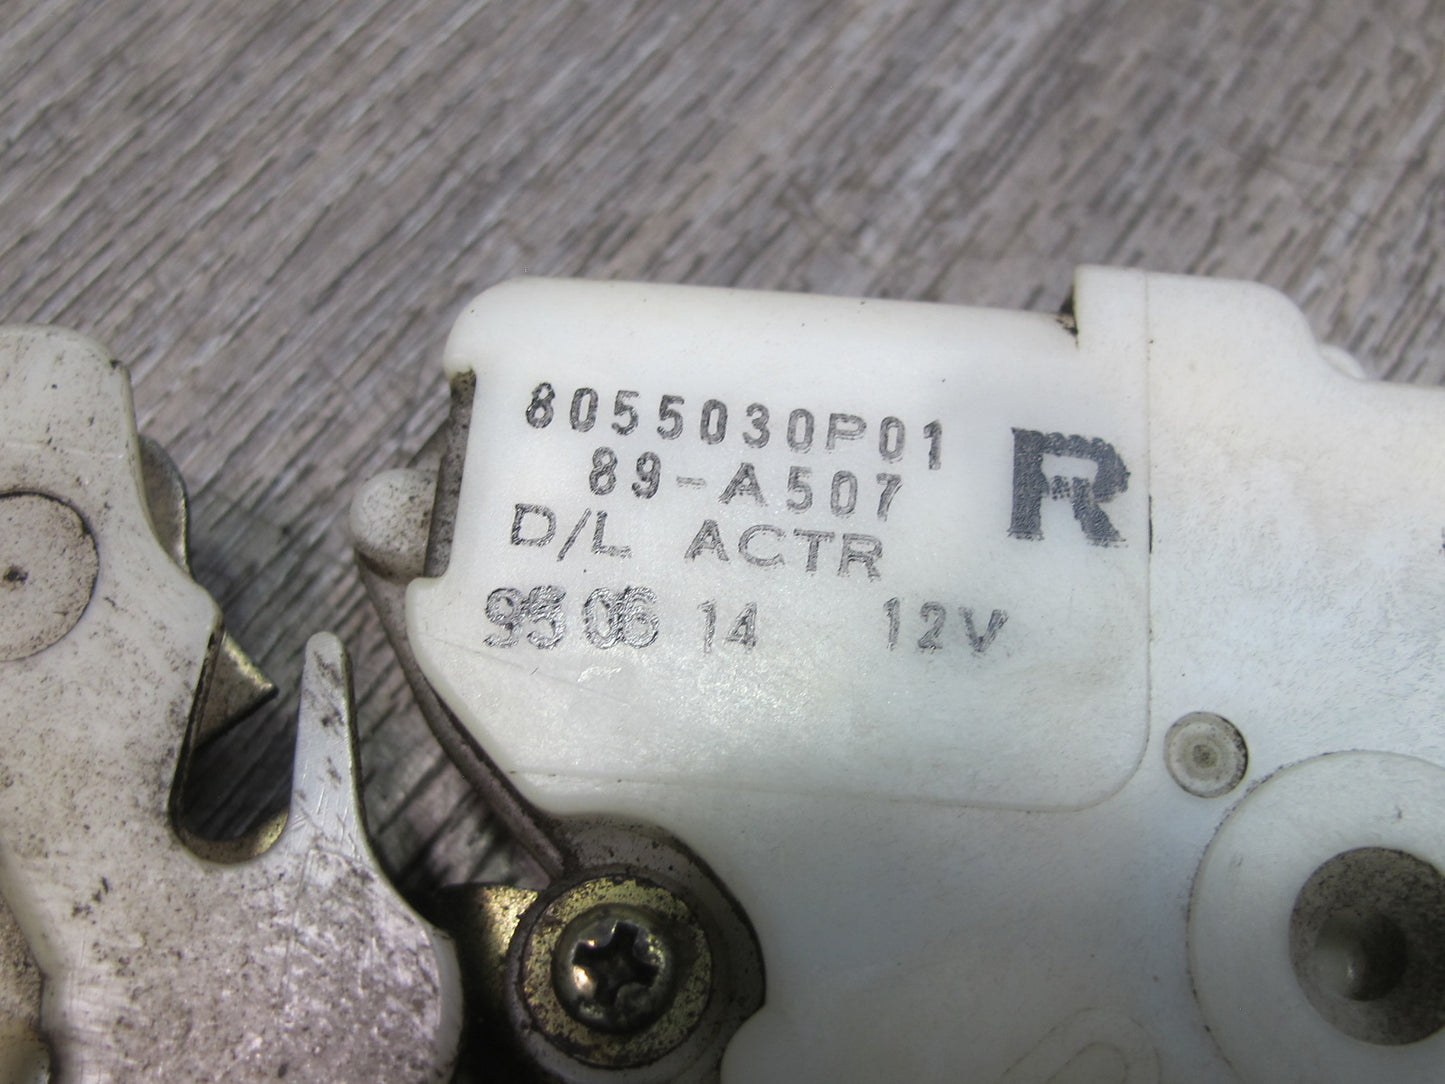 8055030P01
R
89-A507
D/L ACTR
9506 14 12V